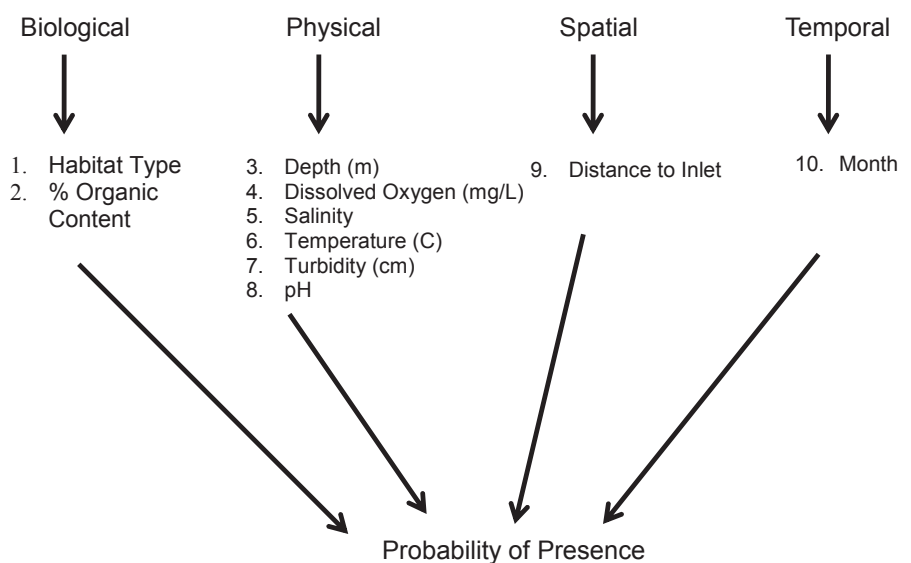 Biological
Physical
Spatial
Temporal
1. Habitat Type
2. % Organic
Content
3. Depth (m)
4. Dissolved Oxygen (mg/L)
5. Salinity
6. Temperature (C)
7. Turbidity (cm)
8. pH
9. Distance to Inlet
10. Month
Probability of Presence